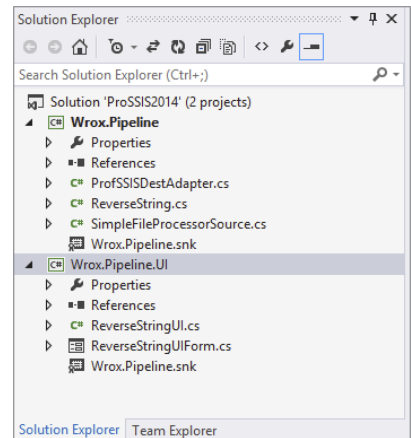 Solution Explorer
Search Solution Explorer (Ctrl+;)
Solution 'ProSSIS2014' (2 projects)
C# Wrox.Pipeline
Properties
References
C# ProfSSISDestAdapter.cs
C# ReverseString.cs
C# SimpleFileProcessorSource.cs
Wrox.Pipeline.snk
C# Wrox.Pipeline.UI
Properties
References
C# ReverseStringUI.cs
ReverseStringUIForm.cs
Wrox.Pipeline.snk
Solution Explorer Team Explorer